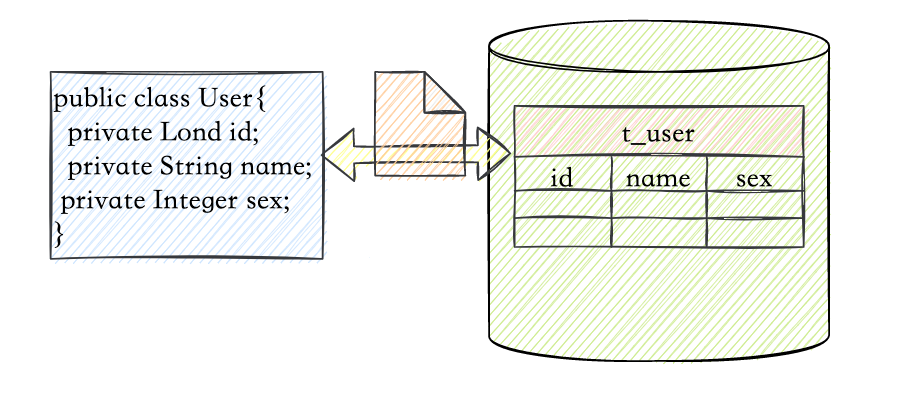 public class User{
private Lond id;
private String name;
private Integer sex;
}
t_user
id name sex